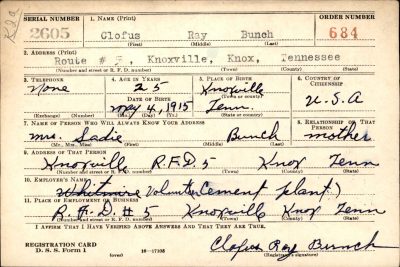 SERIAL NUMBER 1. NAME (Print) ORDER NUMBER
2605 Clofus Ray Bunch 684
(First) (Middle) (Last)
2. ADDRESS (Print)
Route # 5, Knoxville, Knox, Tennessee
(Number and street or R. F. D. number) (Town) (County) (State)
3. TELEPHONE 4. AGE IN YEARS 5. PLACE OF BIRTH 6. COUNTRY OF CITIZENSHIP
None 25 Knoxville U.S.A
DATE OF BIRTH (Town or county)
May 4, 1915 Tenn.
(Exchange) (Number) (Mo.) (Day) (Yr.) (State or country)
7. NAME OF PERSON WHO WILL ALWAYS KNOW YOUR ADDRESS 8. RELATIONSHIP OF THAT PERSON
Mrs. Sadie Bunch mother
(Mr., Mrs., Miss) (First) (Middle) (Last)
9. ADDRESS OF THAT PERSON
Knoxville R.F.D 5 Knox Tenn
(Number and street or R. F. D. number) (Town) (County) (State)
10. EMPLOYER'S NAME
Cement plant)
11. PLACE OF EMPLOYMENT OR BUSINESS
R.F.D. #5 Knoxville Knox Tenn
(Number and street or R. F. D. number) (Town) (County) (State)
I AFFIRM THAT I HAVE VERIFIED ABOVE ANSWERS AND THAT THEY ARE TRUE.
REGISTRATION CARD
D. S. S. Form 1 (over) 16—17105 Clofus Ray Bunch
(Registrant's signature)